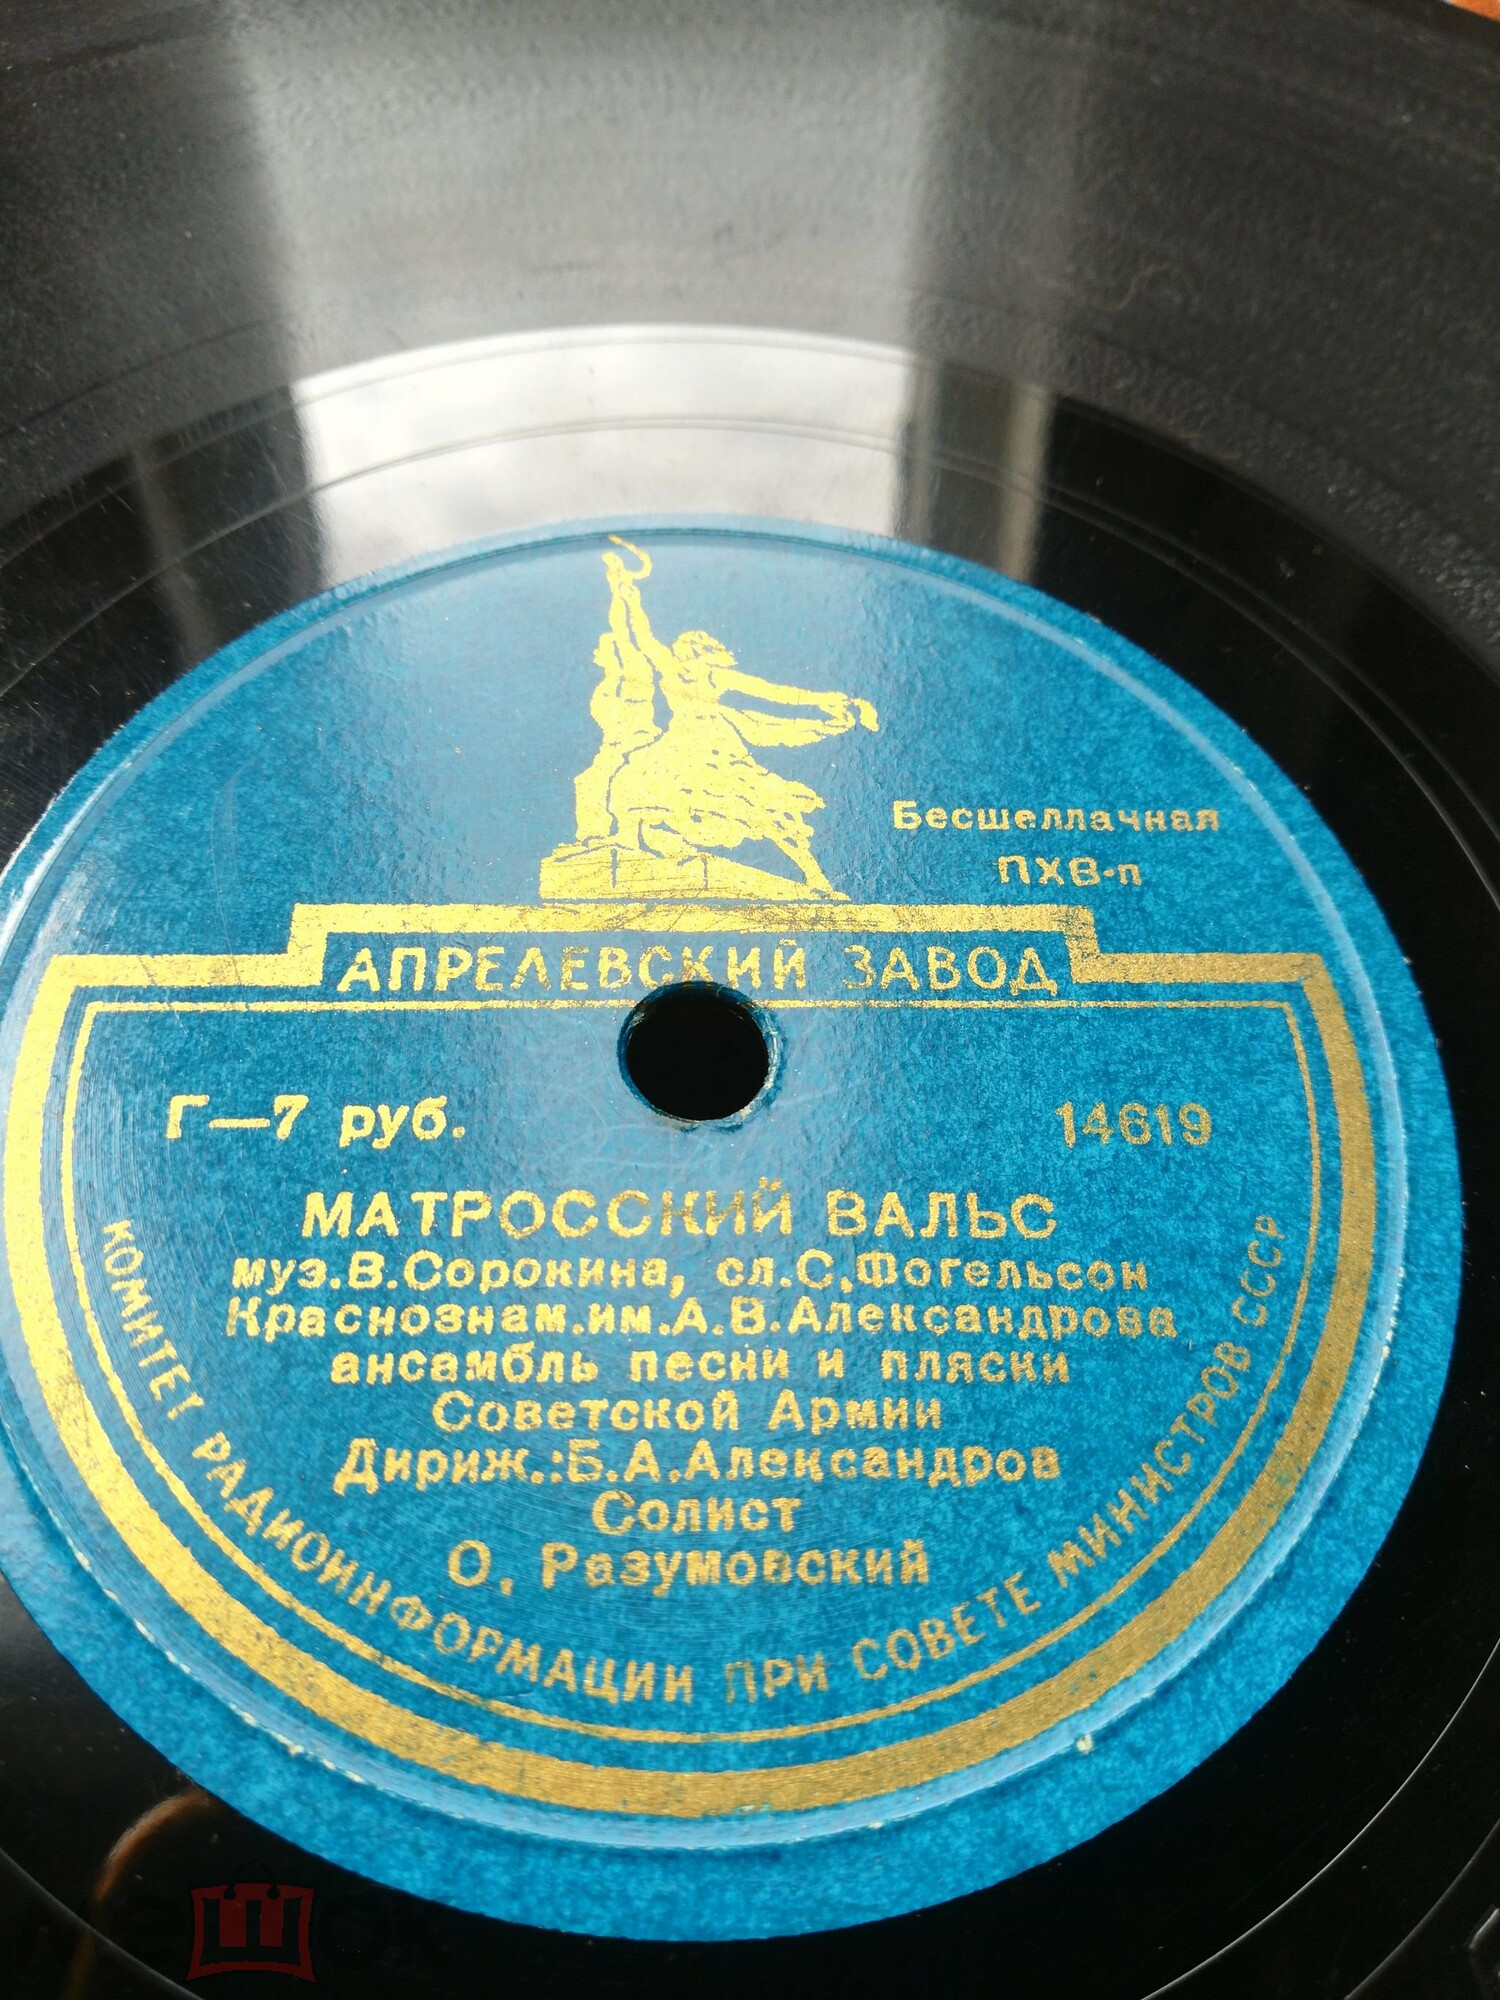 Бесшеллачная
ПХВ-п
АПРЕЛЕВСКИЙ ЗАВОД
Г—7 руб.
14619
МАТРОССКИЙ ВАЛЬС
муз.В.Сорокина, сл.С.Фогельсон
Краснознам.им.А.В.Александрова
ансамбль песни и пляски
Советской Армии
Дириж.:Б.А.Александров
Солист
О. Разумовский
КОМИТЕТ РАДИОИНФОРМАЦИИ ПРИ СОВЕТЕ МИНИСТРОВ СССР
мешок